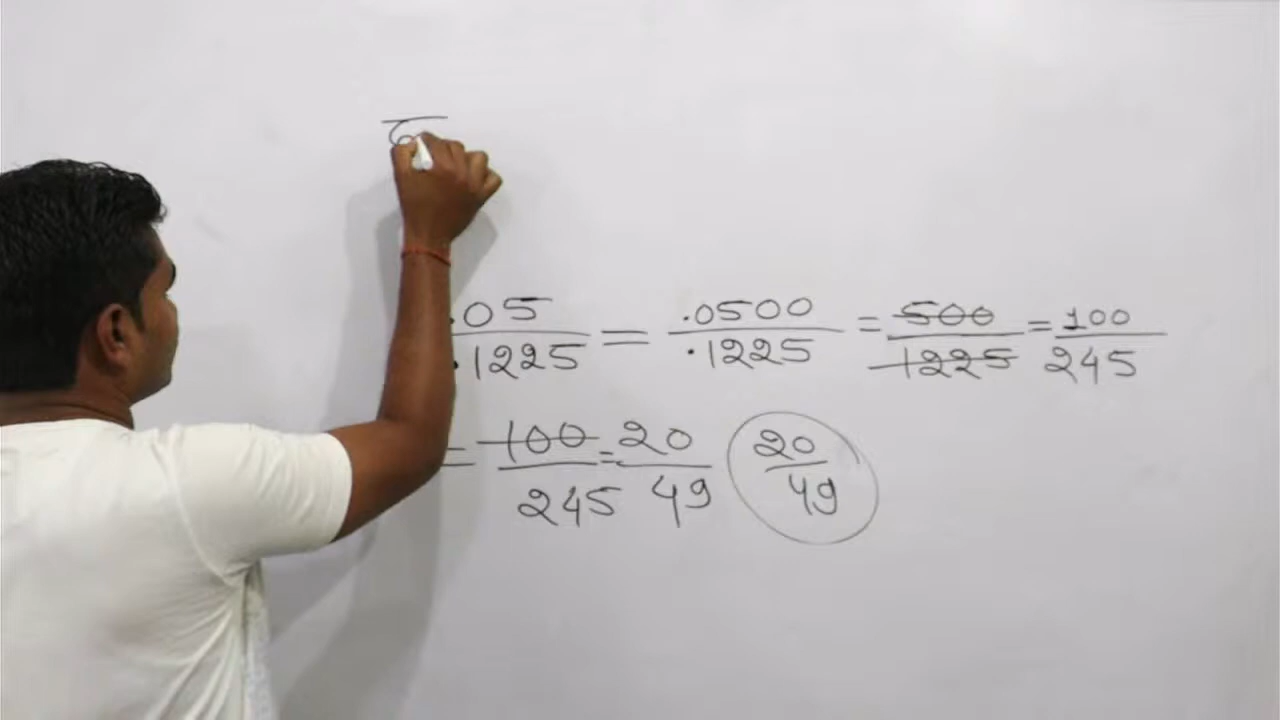 .05/.1225 = .0500/.1225 = 500/1225 = 100/245
= 100/245 = 20/49 20/49